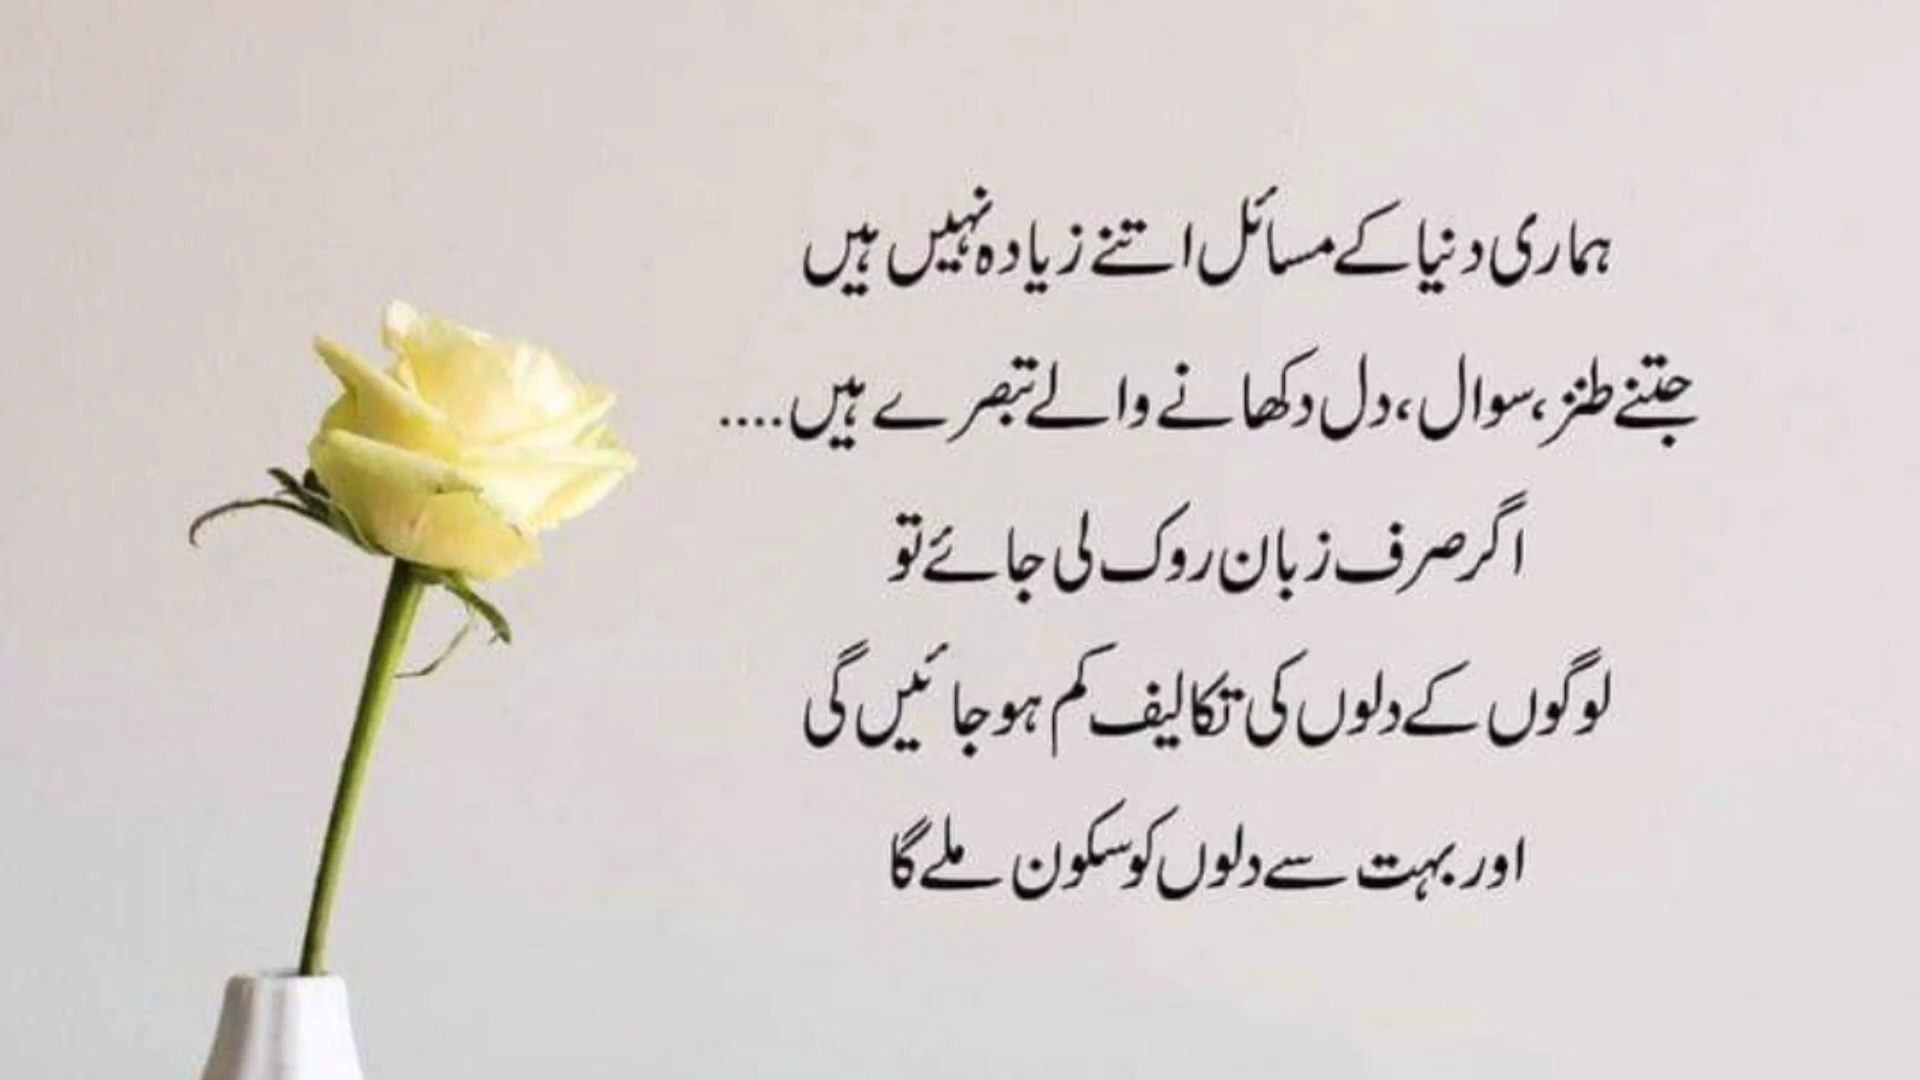 ہماری دنیا کے مسائل اتنے زیادہ نہیں ہیں
جتنے طنز، سوال، دل دکھانے والے تبصرے ہیں....
اگر صرف زبان روک لی جائے تو
لوگوں کے دلوں کی تکالیف کم ہو جائیں گی
اور بہت سے دلوں کو سکون ملے گا